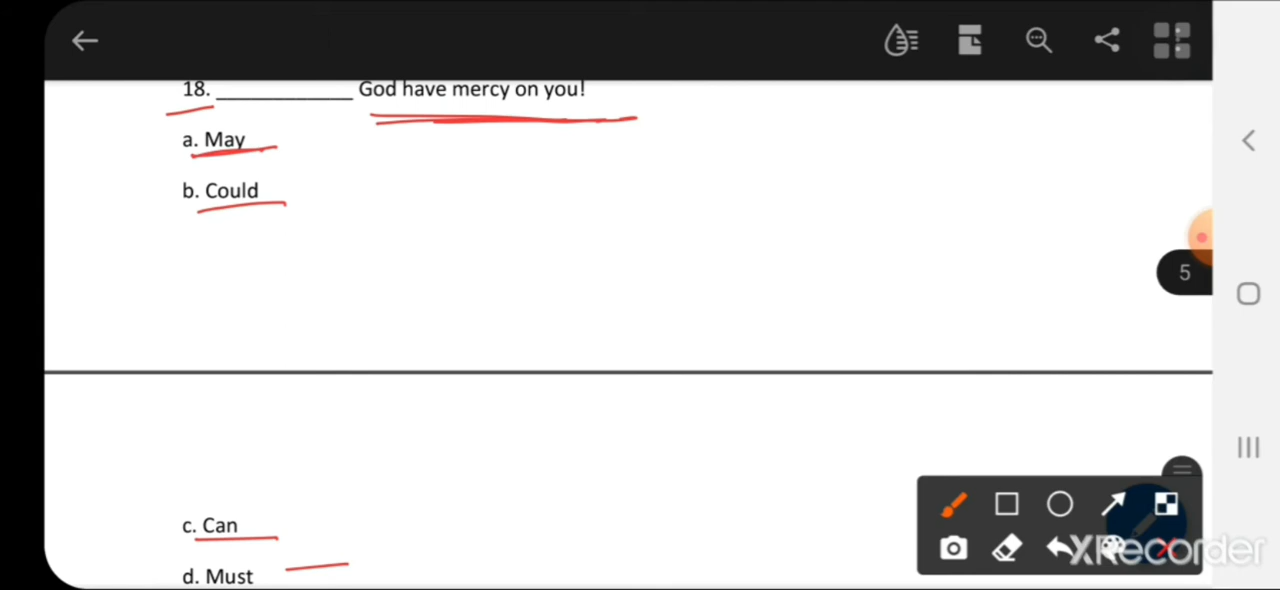 18. ____________ God have mercy on you!
a. May
b. Could
5
c. Can
d. Must
XRecorder